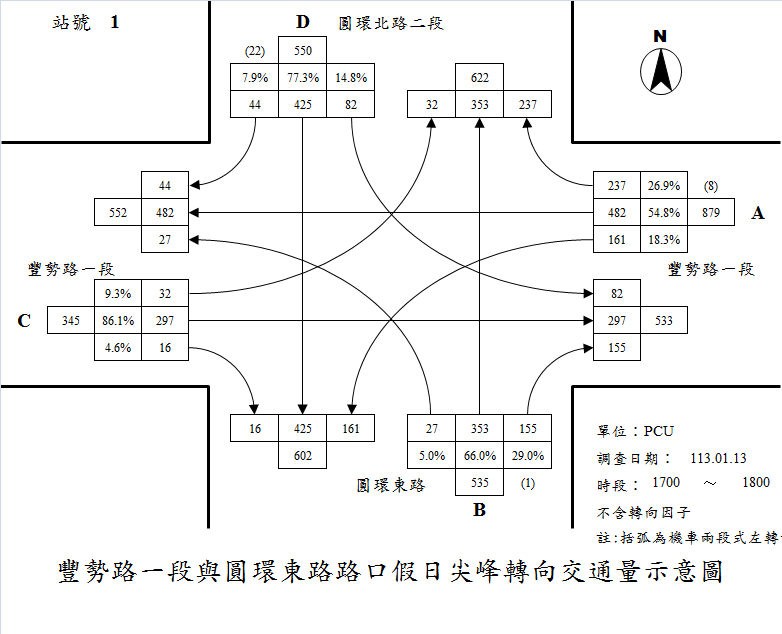 站號 1
D 圓環北路二段
N
(22) 550
7.9% 77.3% 14.8%
44 425 82
622
32 353 237
44
552 482
27
237 26.9% (8)
482 54.8% 879
161 18.3%
A
豐勢路一段
豐勢路一段
9.3% 32
C 345 86.1% 297
4.6% 16
82
297 533
155
16 425 161
602
27 353 155
5.0% 66.0% 29.0%
535 (1)
圓環東路
B
單位：PCU
調查日期： 113.01.13
時段： 1700 ～ 1800
不含轉向因子
註:括弧為機車兩段式左轉
豐勢路一段與圓環東路路口假日尖峰轉向交通量示意圖